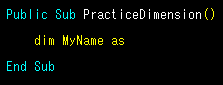 Public Sub PracticeDimension()
dim MyName as
End Sub